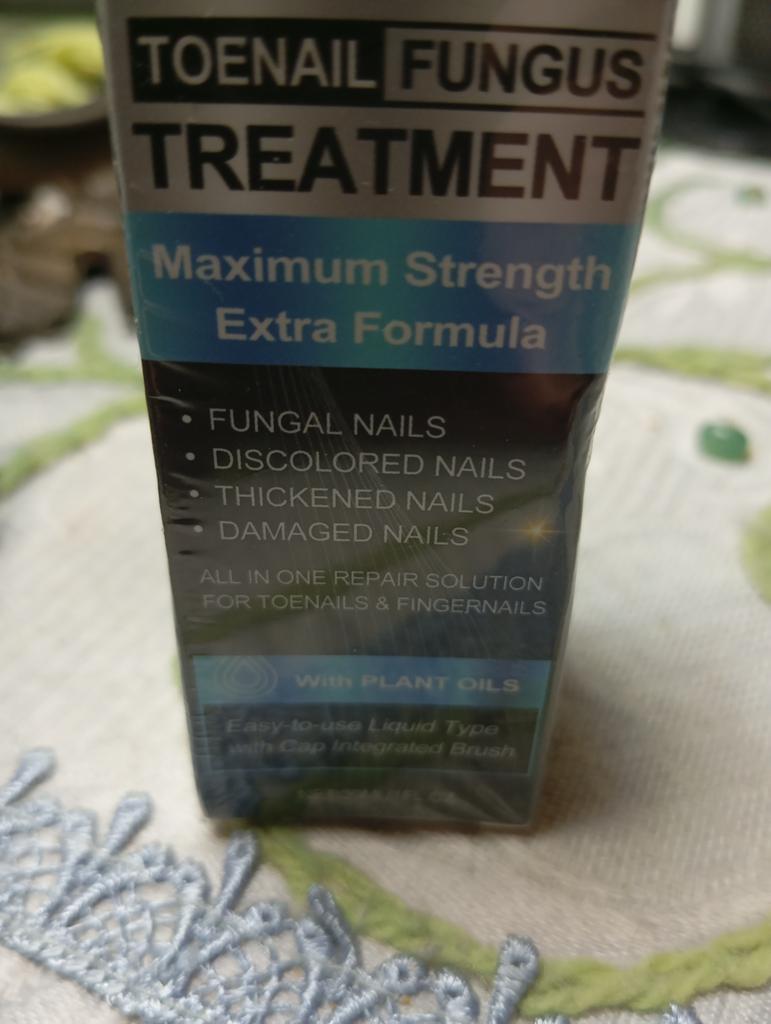 TOENAIL FUNGUS
TREATMENT
Maximum Strength
Extra Formula
• FUNGAL NAILS
• DISCOLORED NAILS
• THICKENED NAILS
• DAMAGED NAILS
ALL IN ONE REPAIR SOLUTION
FOR TOENAILS & FINGERNAILS
With PLANT OILS
Easy-to-use Liquid Type
with Cap Integrated Brush